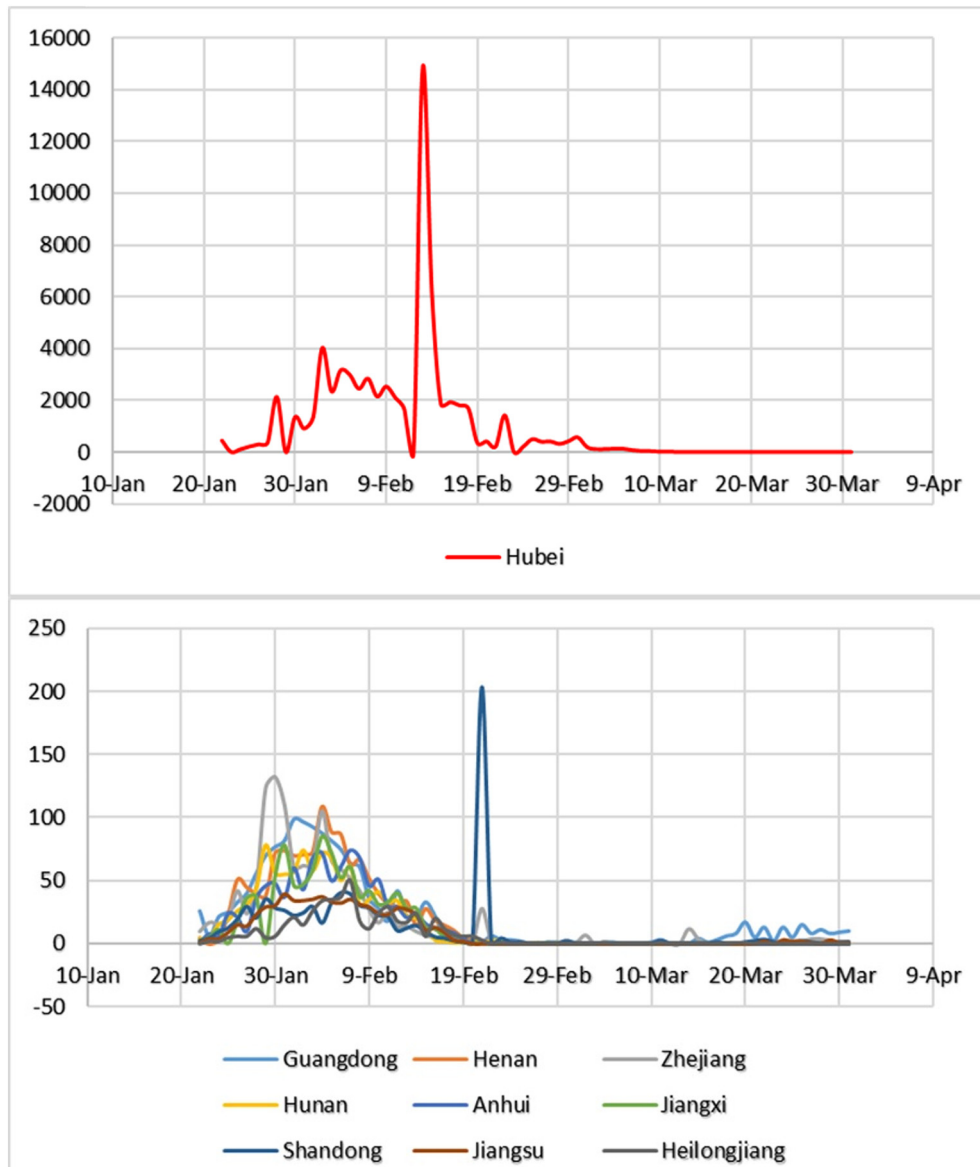 16000
14000
12000
10000
8000
6000
4000
2000
0
10-Jan 20-Jan 30-Jan 9-Feb 19-Feb 29-Feb 10-Mar 20-Mar 30-Mar 9-Apr
-2000
Hubei
250
200
150
100
50
0
10-Jan 20-Jan 30-Jan 9-Feb 19-Feb 29-Feb 10-Mar 20-Mar 30-Mar 9-Apr
-50
Guangdong Henan Zhejiang
Hunan Anhui Jiangxi
Shandong Jiangsu Heilongjiang